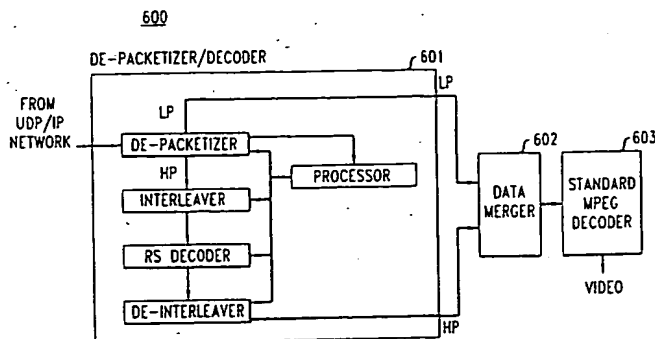 600
DE-PACKETIZER/DECODER
601
FROM
UDP/IP
NETWORK
LP
LP
DE-PACKETIZER
HP
PROCESSOR
INTERLEAVER
RS DECODER
DE-INTERLEAVER
HP
602
DATA
MERGER
603
STANDARD
MPEG
DECODER
VIDEO